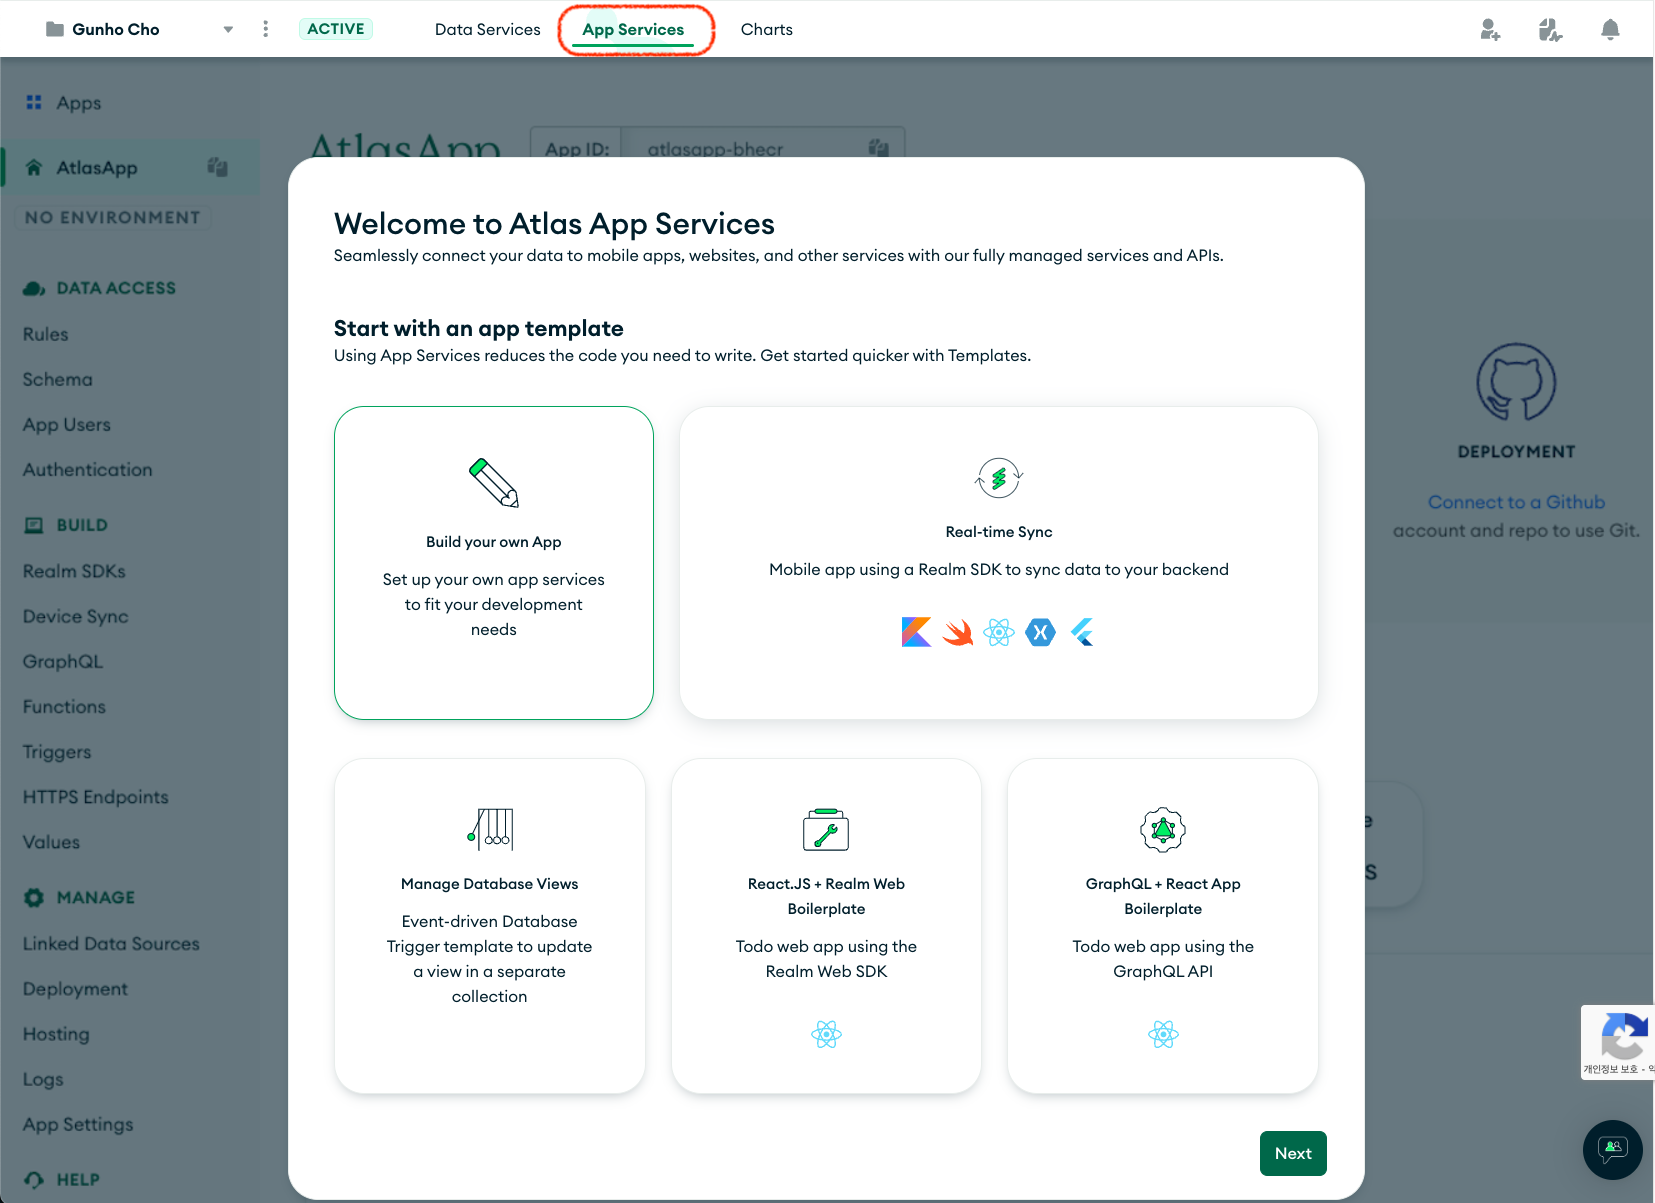 Gunho Cho
ACTIVE
Data Services
App Services
Charts
Apps
AtlasApp
NO ENVIRONMENT
DATA ACCESS
Rules
Schema
App Users
Authentication
BUILD
Realm SDKs
Device Sync
GraphQL
Functions
Triggers
HTTPS Endpoints
Values
MANAGE
Linked Data Sources
Deployment
Hosting
Logs
App Settings
HELP
AtlasApp
App ID:
atlasapp-bhecr
Welcome to Atlas App Services
Seamlessly connect your data to mobile apps, websites, and other services with our fully managed services and APIs.
Start with an app template
Using App Services reduces the code you need to write. Get started quicker with Templates.
Build your own App
Set up your own app services
to fit your development
needs
Real-time Sync
Mobile app using a Realm SDK to sync data to your backend
Manage Database Views
Event-driven Database
Trigger template to update
a view in a separate
collection
React.JS + Realm Web
Boilerplate
Todo web app using the
Realm Web SDK
GraphQL + React App
Boilerplate
Todo web app using the
GraphQL API
Next
DEPLOYMENT
Connect to a Github
account and repo to use Git.
개인정보 보호 -